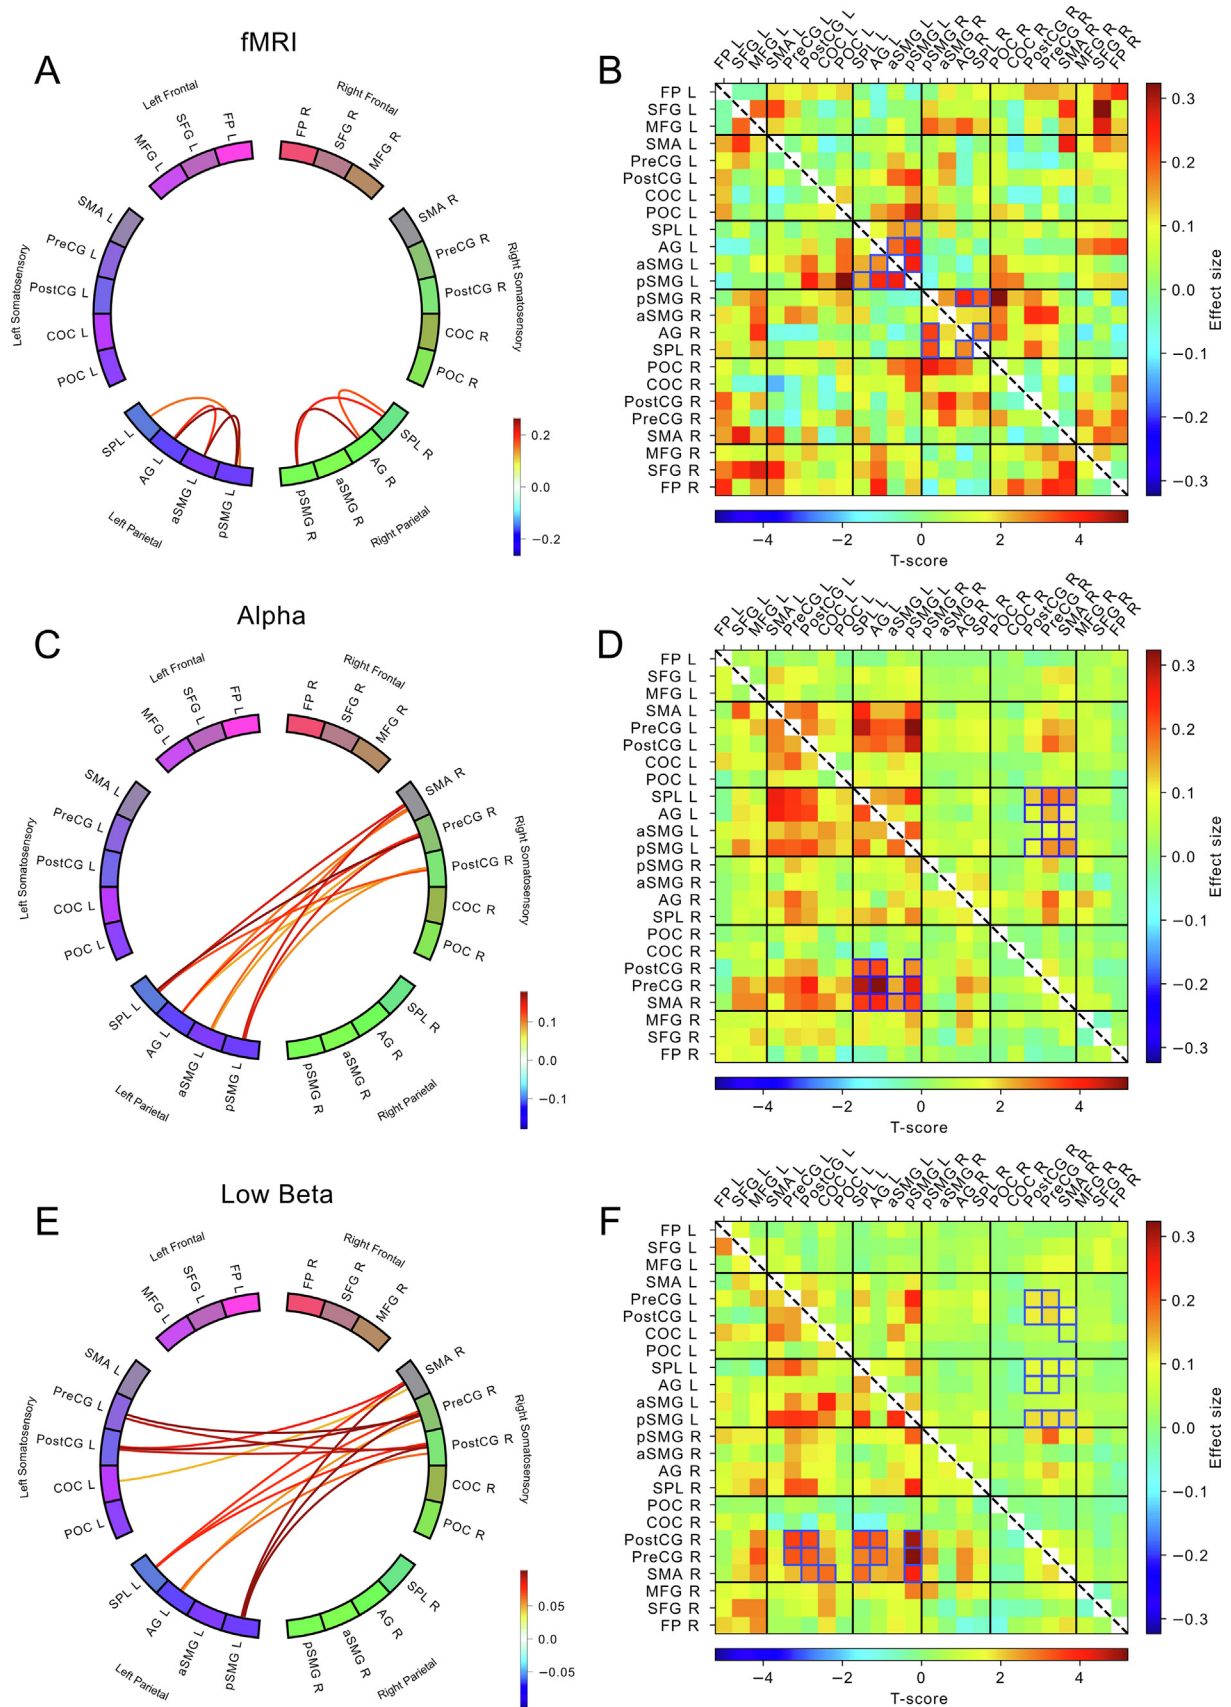 fMRI
A
Left Frontal
Right Frontal
MFG L
SFG L
FP L
FP R
SFG R
MFG R
SMA L
PreCG L
PostCG L
COC L
POC L
Left Somatosensory
SMA R
PreCG R
PostCG R
COC R
POC R
Right Somatosensory
SPL L
AG L
aSMG L
pSMG L
Left Parietal
pSMG R
aSMG R
AG R
SPL R
Right Parietal
0.2
0.0
−0.2
B
FP L
SFG L
MFG L
SMA L
PreCG L
PostCG L
COC L
POC L
SPL L
AG L
aSMG L
pSMG L
pSMG R
aSMG R
AG R
SPL R
POC R
COC R
PostCG R
PreCG R
SMA R
MFG R
SFG R
FP R
FP L
SFG L
MFG L
SMA L
PreCG L
PostCG L
COC L
POC L
SPL L
AG L
aSMG L
pSMG L
pSMG R
aSMG R
AG R
SPL R
POC R
COC R
PostCG R
PreCG R
SMA R
MFG R
SFG R
FP R
0.3
0.2
0.1
0.0
−0.1
−0.2
−0.3
Effect size
−4 −2 0 2 4
T-score
Alpha
C
Left Frontal
Right Frontal
MFG L
SFG L
FP L
FP R
SFG R
MFG R
SMA L
PreCG L
PostCG L
COC L
POC L
Left Somatosensory
SMA R
PreCG R
PostCG R
COC R
POC R
Right Somatosensory
SPL L
AG L
aSMG L
pSMG L
Left Parietal
pSMG R
aSMG R
AG R
SPL R
Right Parietal
0.1
0.0
−0.1
D
FP L
SFG L
MFG L
SMA L
PreCG L
PostCG L
COC L
POC L
SPL L
AG L
aSMG L
pSMG L
pSMG R
aSMG R
AG R
SPL R
POC R
COC R
PostCG R
PreCG R
SMA R
MFG R
SFG R
FP R
FP L
SFG L
MFG L
SMA L
PreCG L
PostCG L
COC L
POC L
SPL L
AG L
aSMG L
pSMG L
pSMG R
aSMG R
AG R
SPL R
POC R
COC R
PostCG R
PreCG R
SMA R
MFG R
SFG R
FP R
0.3
0.2
0.1
0.0
−0.1
−0.2
−0.3
Effect size
−4 −2 0 2 4
T-score
Low Beta
E
Left Frontal
Right Frontal
MFG L
SFG L
FP L
FP R
SFG R
MFG R
SMA L
PreCG L
PostCG L
COC L
POC L
Left Somatosensory
SMA R
PreCG R
PostCG R
COC R
POC R
Right Somatosensory
SPL L
AG L
aSMG L
pSMG L
Left Parietal
pSMG R
aSMG R
AG R
SPL R
Right Parietal
0.05
0.0
−0.05
F
FP L
SFG L
MFG L
SMA L
PreCG L
PostCG L
COC L
POC L
SPL L
AG L
aSMG L
pSMG L
pSMG R
aSMG R
AG R
SPL R
POC R
COC R
PostCG R
PreCG R
SMA R
MFG R
SFG R
FP R
FP L
SFG L
MFG L
SMA L
PreCG L
PostCG L
COC L
POC L
SPL L
AG L
aSMG L
pSMG L
pSMG R
aSMG R
AG R
SPL R
POC R
COC R
PostCG R
PreCG R
SMA R
MFG R
SFG R
FP R
0.3
0.2
0.1
0.0
−0.1
−0.2
−0.3
Effect size
−4 −2 0 2 4
T-score